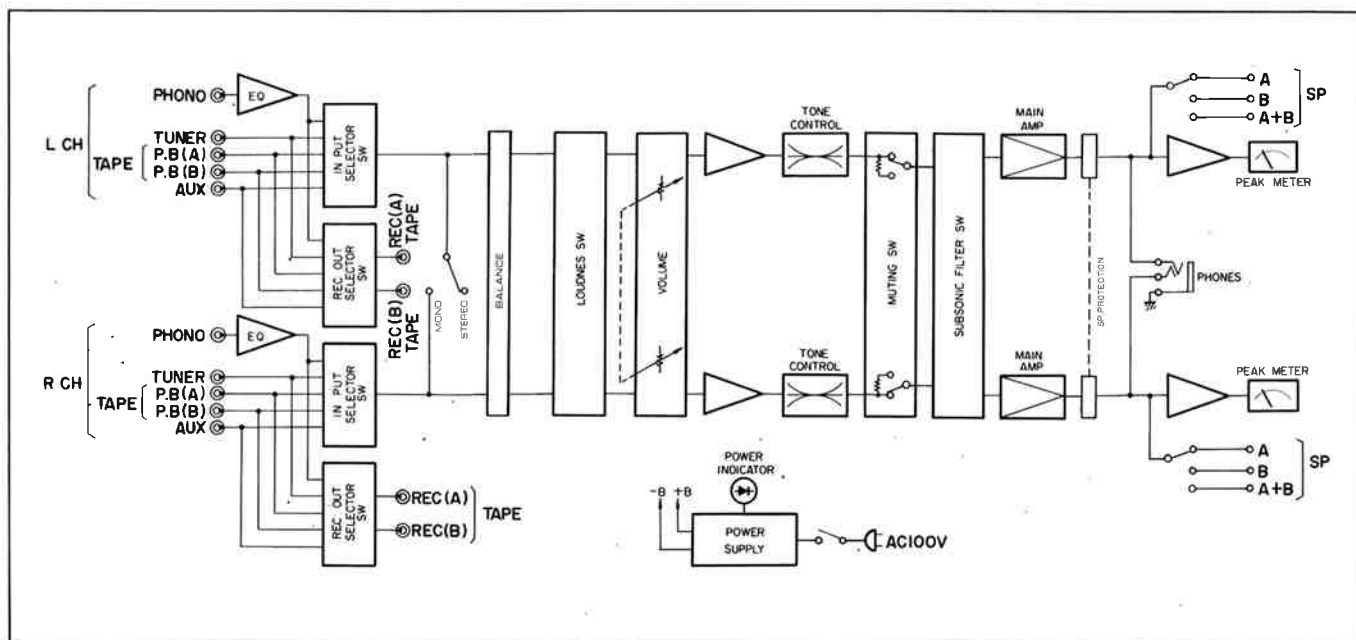 L CH
PHONO
EQ
TUNER
TAPE
P.B(A)
P.B(B)
AUX
IN PUT
SELECTOR
SW
REC OUT
SELECTOR
SW
REC(A)
TAPE
REC(B)
TAPE
MONO
STEREO
BALANCE
LOUDNES SW
VOLUME
TONE
CONTROL
MUTING SW
SUBSONIC FILTER SW
MAIN
AMP
SP PROTECTION
A
B
A+B
SP
PEAK METER
PHONES
R CH
PHONO
EQ
TUNER
TAPE
P.B(A)
P.B(B)
AUX
IN PUT
SELECTOR
SW
REC OUT
SELECTOR
SW
REC(A)
REC(B)
TAPE
TONE
CONTROL
MAIN
AMP
PEAK METER
A
B
A+B
SP
POWER
INDICATOR
-B +B
POWER
SUPPLY
AC100V